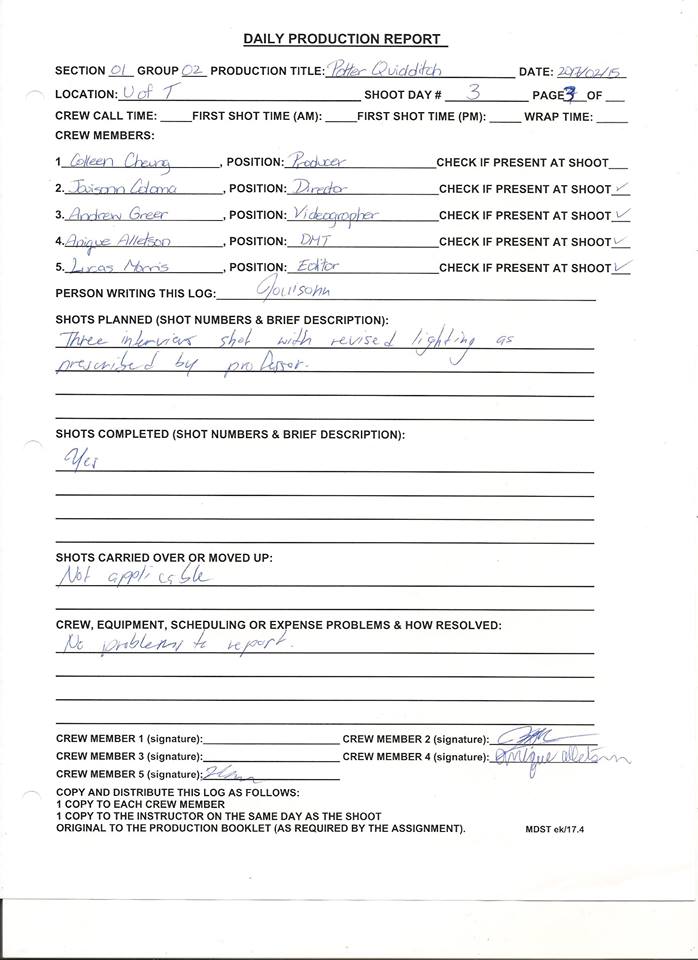 DAILY PRODUCTION REPORT
SECTION 01 GROUP 02 PRODUCTION TITLE: Potter Quidditch DATE: 2017/02/15
LOCATION: U of T SHOOT DAY # 3 PAGE 3 OF ___
CREW CALL TIME: _____ FIRST SHOT TIME (AM): _____ FIRST SHOT TIME (PM): _____ WRAP TIME: _____
CREW MEMBERS:
1 Colleen Cheung, POSITION: Producer CHECK IF PRESENT AT SHOOT___
2. Coloma, POSITION: Director CHECK IF PRESENT AT SHOOT ✓
3. Andrew Greer, POSITION: Videographer CHECK IF PRESENT AT SHOOT ✓
4. Anique Alletson, POSITION: DMT CHECK IF PRESENT AT SHOOT ✓
5. Lucas Morris, POSITION: Editor CHECK IF PRESENT AT SHOOT ✓
PERSON WRITING THIS LOG:
SHOTS PLANNED (SHOT NUMBERS & BRIEF DESCRIPTION):
Three interviews shot with revised lighting as
prescribed by professor.
SHOTS COMPLETED (SHOT NUMBERS & BRIEF DESCRIPTION):
Yes
SHOTS CARRIED OVER OR MOVED UP:
Not applicable
CREW, EQUIPMENT, SCHEDULING OR EXPENSE PROBLEMS & HOW RESOLVED:
No problems to report.
CREW MEMBER 1 (signature): CREW MEMBER 2 (signature):
CREW MEMBER 3 (signature): CREW MEMBER 4 (signature): Anique Alletson
CREW MEMBER 5 (signature):
COPY AND DISTRIBUTE THIS LOG AS FOLLOWS:
1 COPY TO EACH CREW MEMBER
1 COPY TO THE INSTRUCTOR ON THE SAME DAY AS THE SHOOT
ORIGINAL TO THE PRODUCTION BOOKLET (AS REQUIRED BY THE ASSIGNMENT). MDST ek/17.4